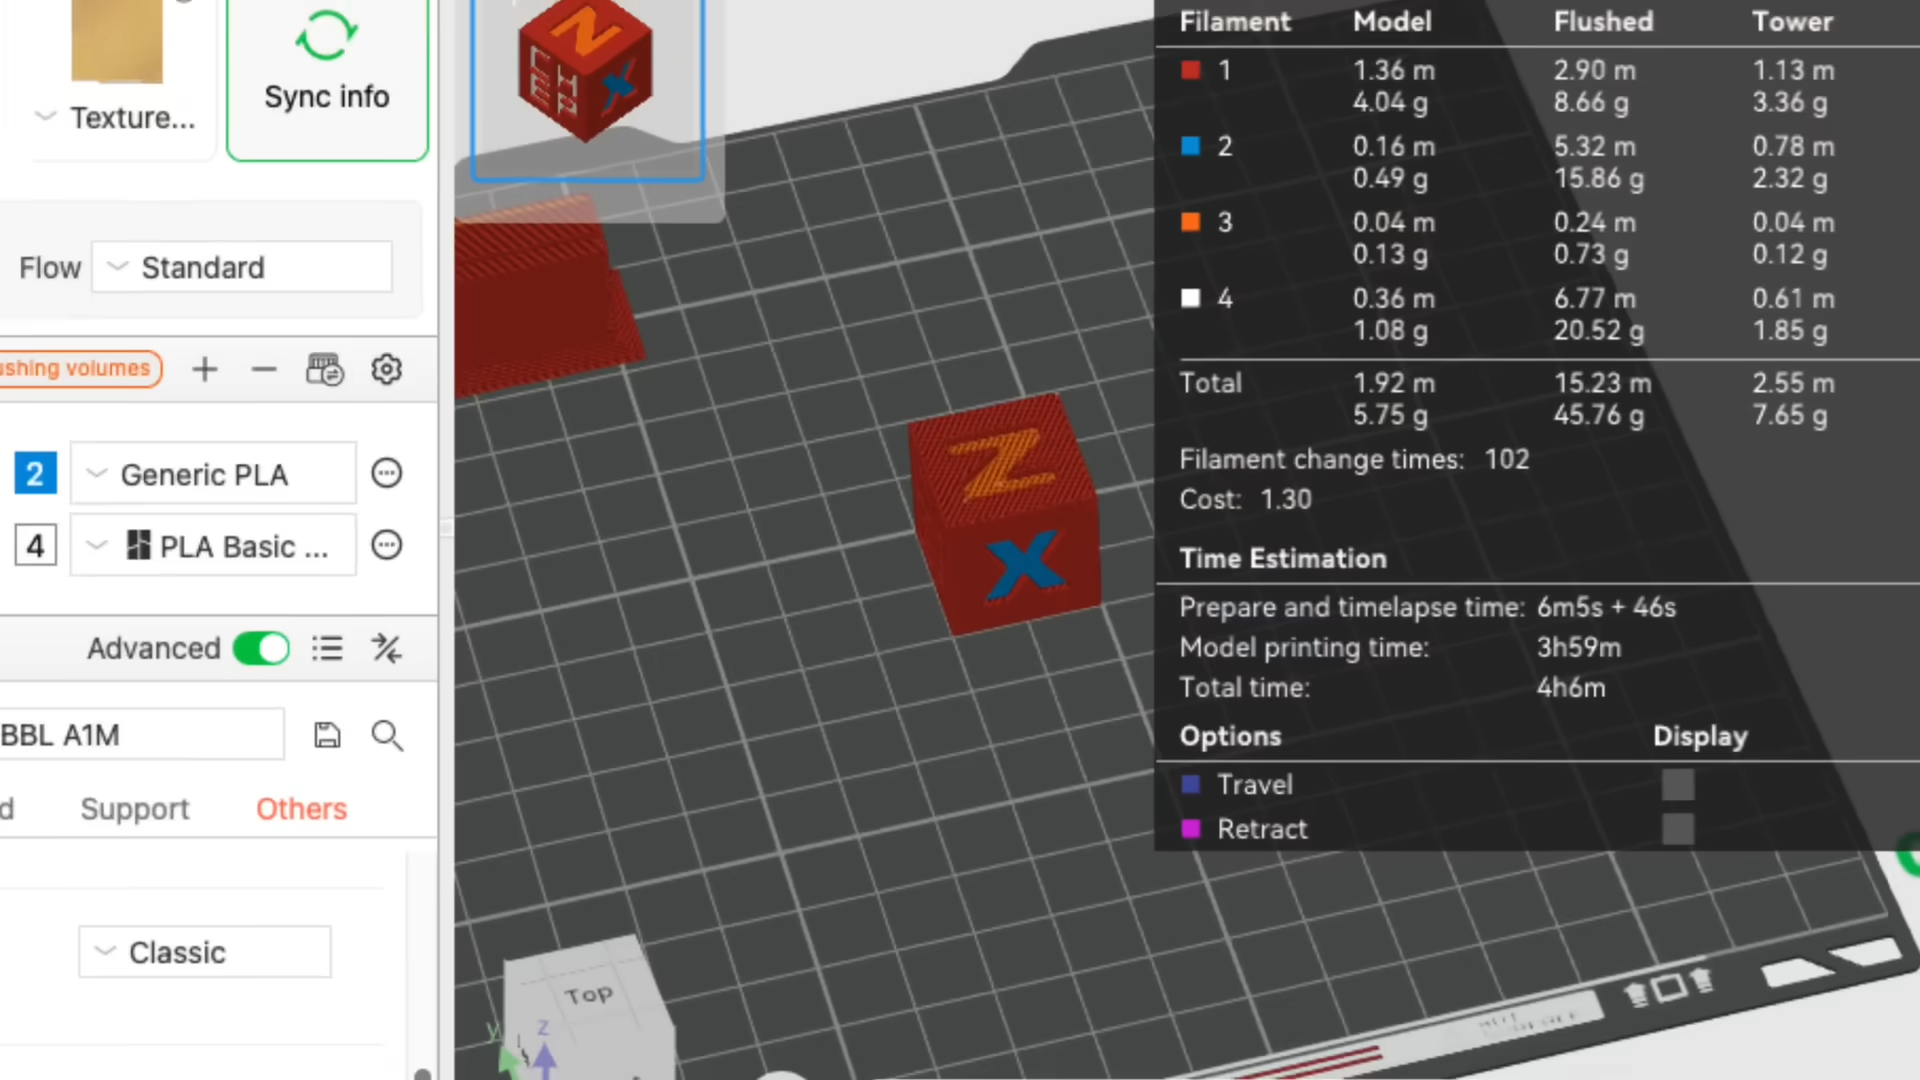 Texture...
Sync info
Flow
Standard
ushing volumes
2
Generic PLA
4
PLA Basic ...
Advanced
BBL A1M
d
Support
Others
Classic
N
CHEP
X
Z
X
Top
y
z
Filament Model Flushed Tower
1 1.36 m 2.90 m 1.13 m
4.04 g 8.66 g 3.36 g
2 0.16 m 5.32 m 0.78 m
0.49 g 15.86 g 2.32 g
3 0.04 m 0.24 m 0.04 m
0.13 g 0.73 g 0.12 g
4 0.36 m 6.77 m 0.61 m
1.08 g 20.52 g 1.85 g
Total 1.92 m 15.23 m 2.55 m
5.75 g 45.76 g 7.65 g
Filament change times: 102
Cost: 1.30
Time Estimation
Prepare and timelapse time: 6m5s + 46s
Model printing time: 3h59m
Total time: 4h6m
Options Display
Travel
Retract